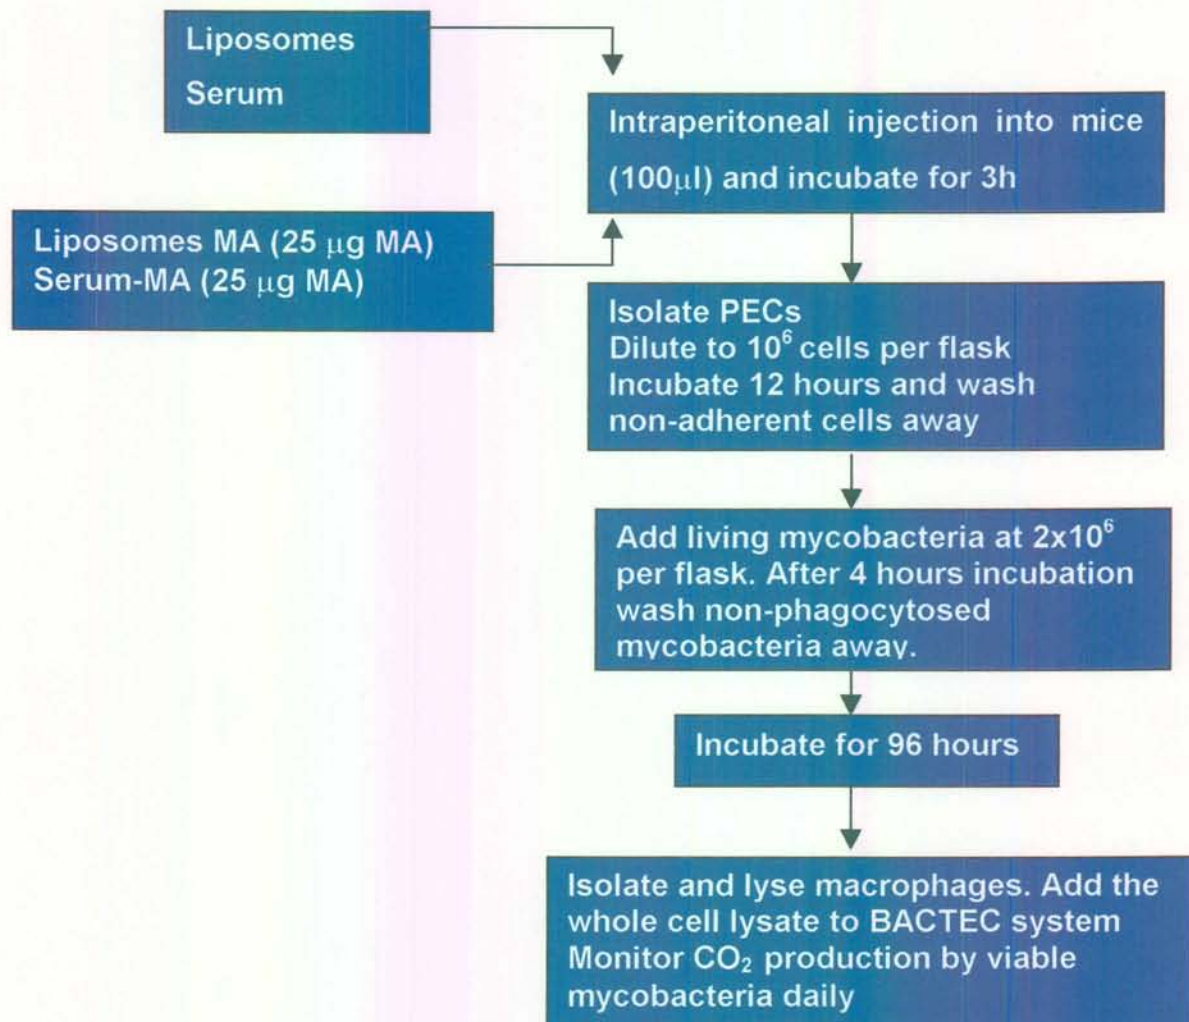 Liposomes
Serum
Intraperitoneal injection into mice
(100μl) and incubate for 3h
Liposomes MA (25 μg MA)
Serum-MA (25 μg MA)
Isolate PECs
Dilute to 10⁶ cells per flask
Incubate 12 hours and wash
non-adherent cells away
Add living mycobacteria at 2x10⁶
per flask. After 4 hours incubation
wash non-phagocytosed
mycobacteria away.
Incubate for 96 hours
Isolate and lyse macrophages. Add the
whole cell lysate to BACTEC system
Monitor CO₂ production by viable
mycobacteria daily